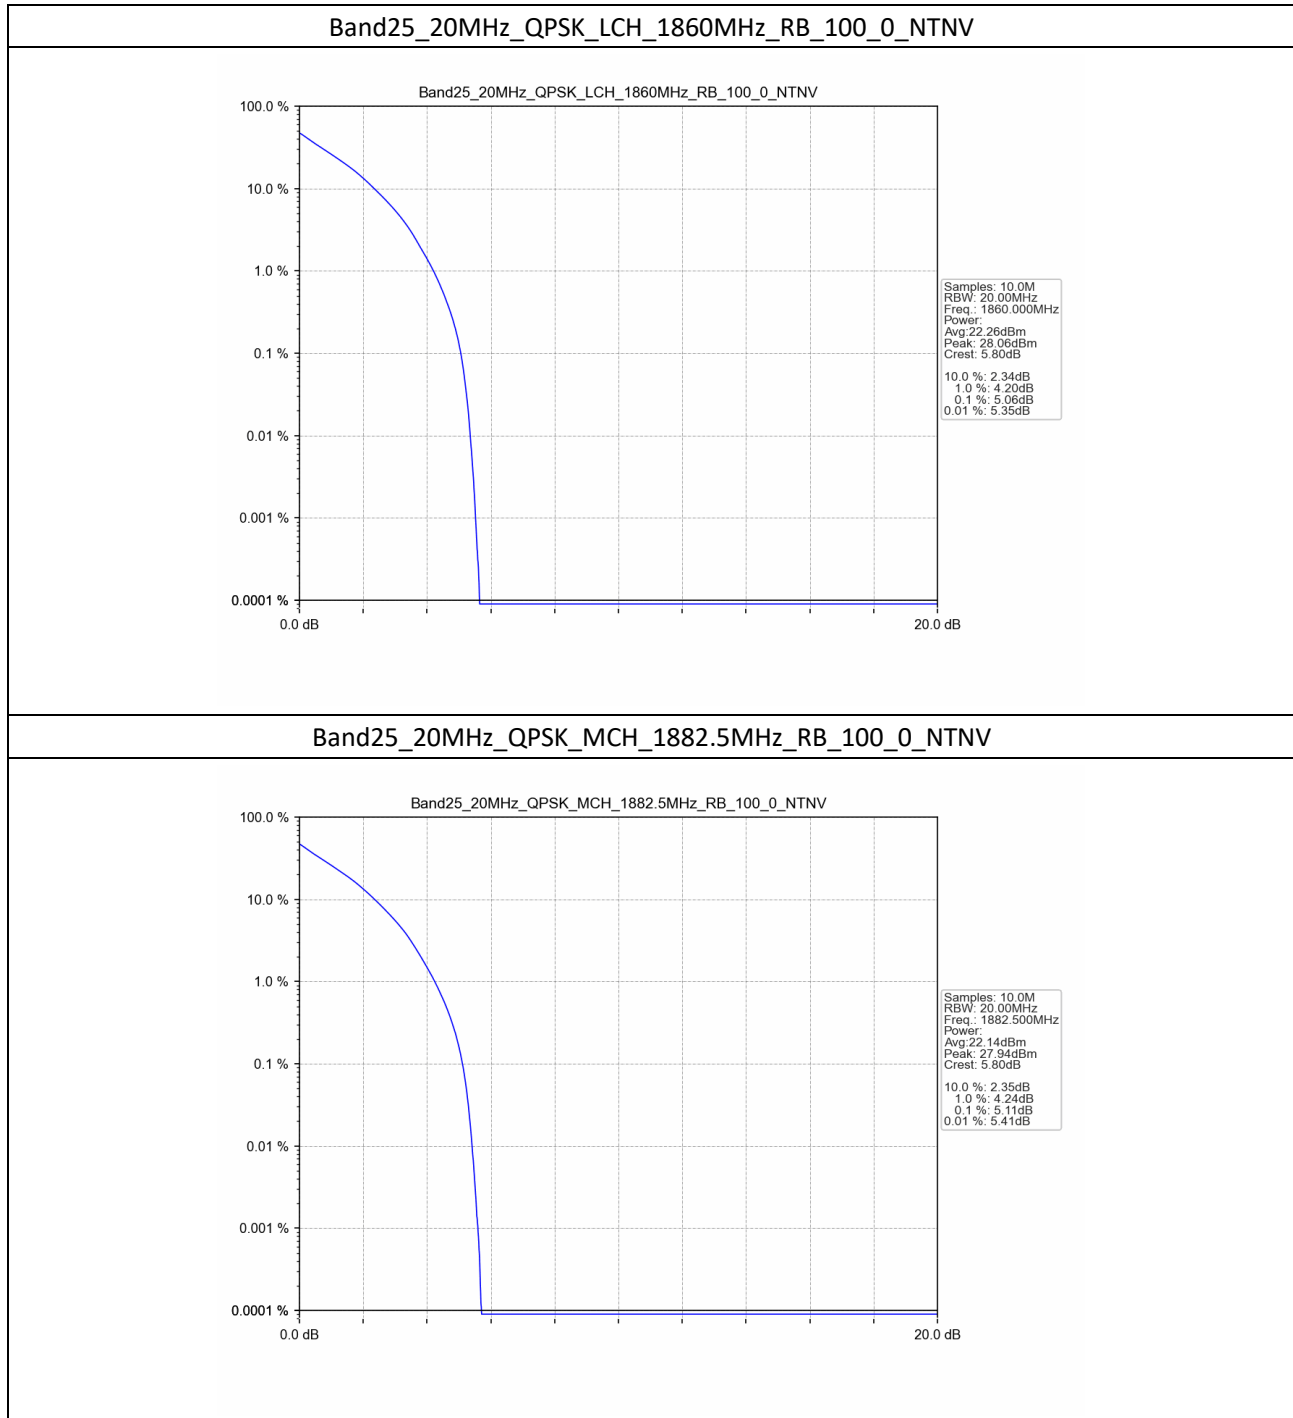 Band25_20MHz_QPSK_LCH_1860MHz_RB_100_0_NTNV
Band25_20MHz_QPSK_LCH_1860MHz_RB_100_0_NTNV
100.0 %
10.0 %
1.0 %
0.1 %
0.01 %
0.001 %
0.0001 %
0.0 dB
20.0 dB
Samples: 10.0M
RBW: 20.00MHz
Freq.: 1860.000MHz
Power:
Avg:22.26dBm
Peak: 28.06dBm
Crest: 5.80dB
10.0 %: 2.34dB
1.0 %: 4.20dB
0.1 %: 5.06dB
0.01 %: 5.35dB
Band25_20MHz_QPSK_MCH_1882.5MHz_RB_100_0_NTNV
Band25_20MHz_QPSK_MCH_1882.5MHz_RB_100_0_NTNV
100.0 %
10.0 %
1.0 %
0.1 %
0.01 %
0.001 %
0.0001 %
0.0 dB
20.0 dB
Samples: 10.0M
RBW: 20.00MHz
Freq.: 1882.500MHz
Power:
Avg:22.14dBm
Peak: 27.94dBm
Crest: 5.80dB
10.0 %: 2.35dB
1.0 %: 4.24dB
0.1 %: 5.11dB
0.01 %: 5.41dB